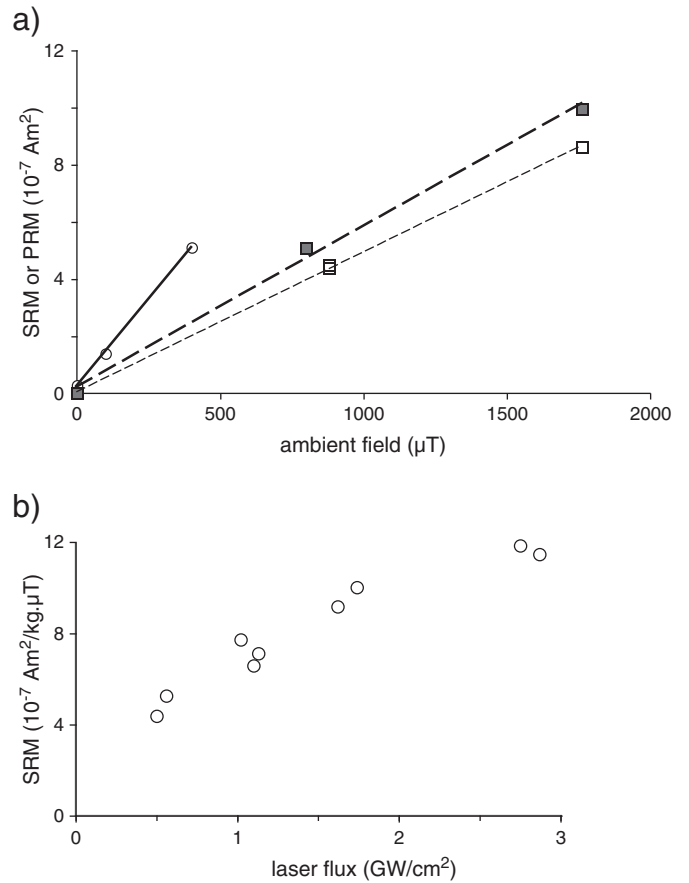 a)
12
8
4
0
SRM or PRM (10⁻⁷ Am²)
0 500 1000 1500 2000
ambient field (µT)
b)
12
8
4
0
SRM (10⁻⁷ Am²/kg.µT)
0 1 2 3
laser flux (GW/cm²)